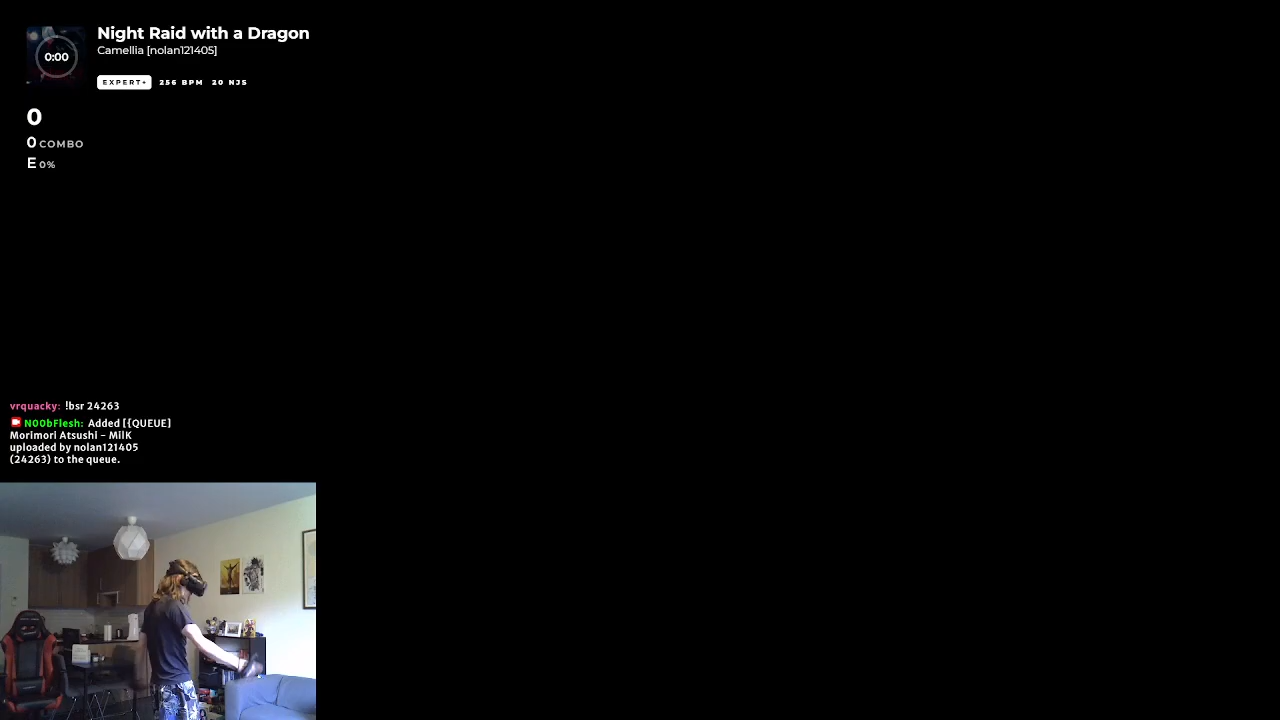 0:00
Night Raid with a Dragon
Camellia [nolan121405]
EXPERT+ 256 BPM 20 NJS
0
0 COMBO
E 0%
vrquacky: !bsr 24263
N00bFlesh: Added [{QUEUE]
Morimori Atsushi - MilK
uploaded by nolan121405
(24263) to the queue.